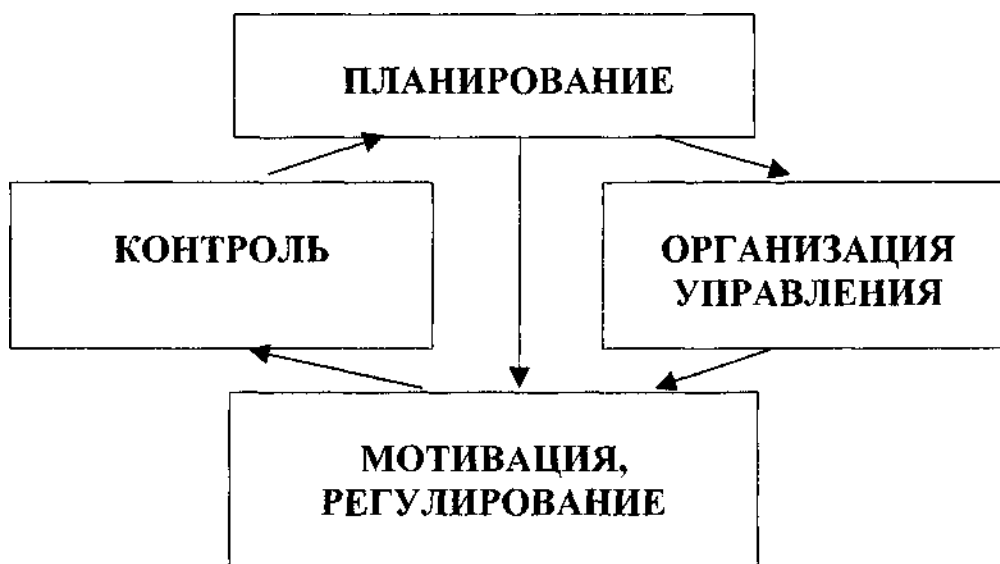 ПЛАНИРОВАНИЕ
КОНТРОЛЬ
ОРГАНИЗАЦИЯ
УПРАВЛЕНИЯ
МОТИВАЦИЯ,
РЕГУЛИРОВАНИЕ